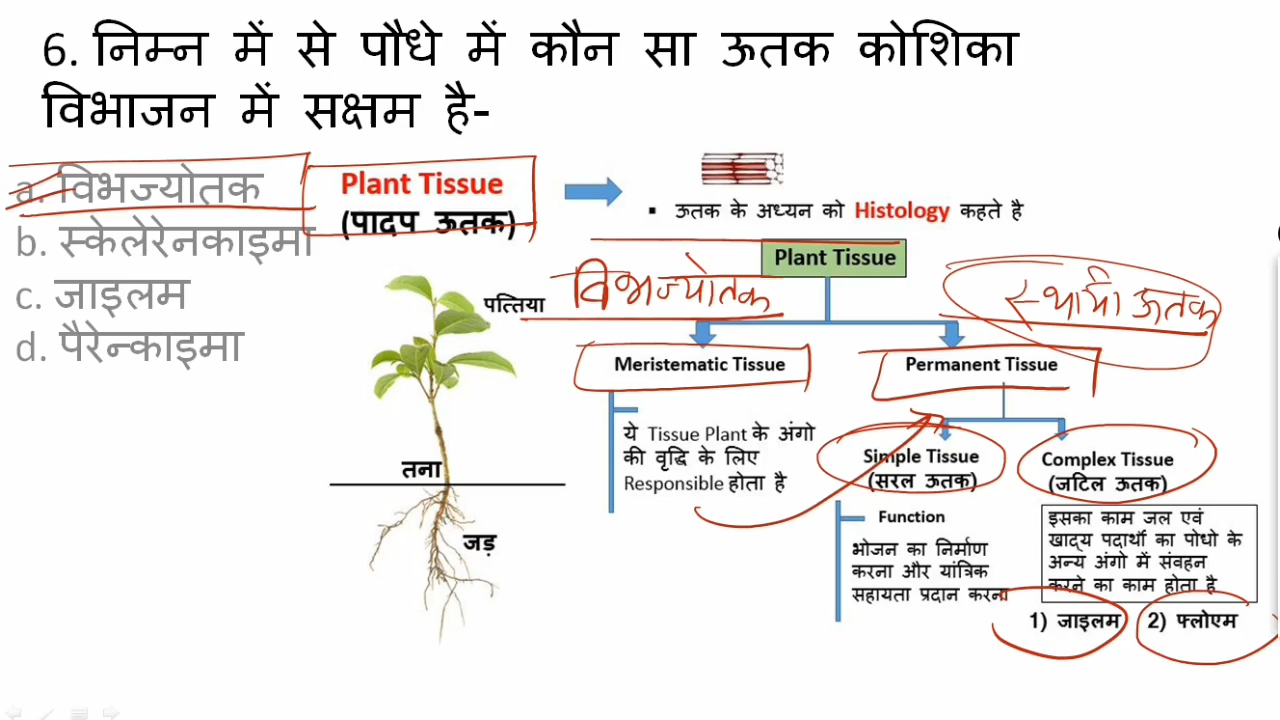 6. निम्न में से पौधे में कौन सा ऊतक कोशिका
विभाजन में सक्षम है-
a. विभज्योतक
b. स्केलेरेनकाइमा
c. जाइलम
d. पैरेन्काइमा
Plant Tissue
(पादप ऊतक)
▪ ऊतक के अध्यन को Histology कहते है
Plant Tissue
विभज्योतक
स्थायी ऊतक
पत्तिया
तना
जड़
Meristematic Tissue
Permanent Tissue
ये Tissue Plant के अंगो
की वृद्धि के लिए
Responsible होता है
Simple Tissue
(सरल ऊतक)
Complex Tissue
(जटिल ऊतक)
Function
भोजन का निर्माण
करना और यांत्रिक
सहायता प्रदान करना
इसका काम जल एवं
खाद्य पदार्थो का पोधो के
अन्य अंगो में संवहन
करने का काम होता है
1) जाइलम
2) फ्लोएम